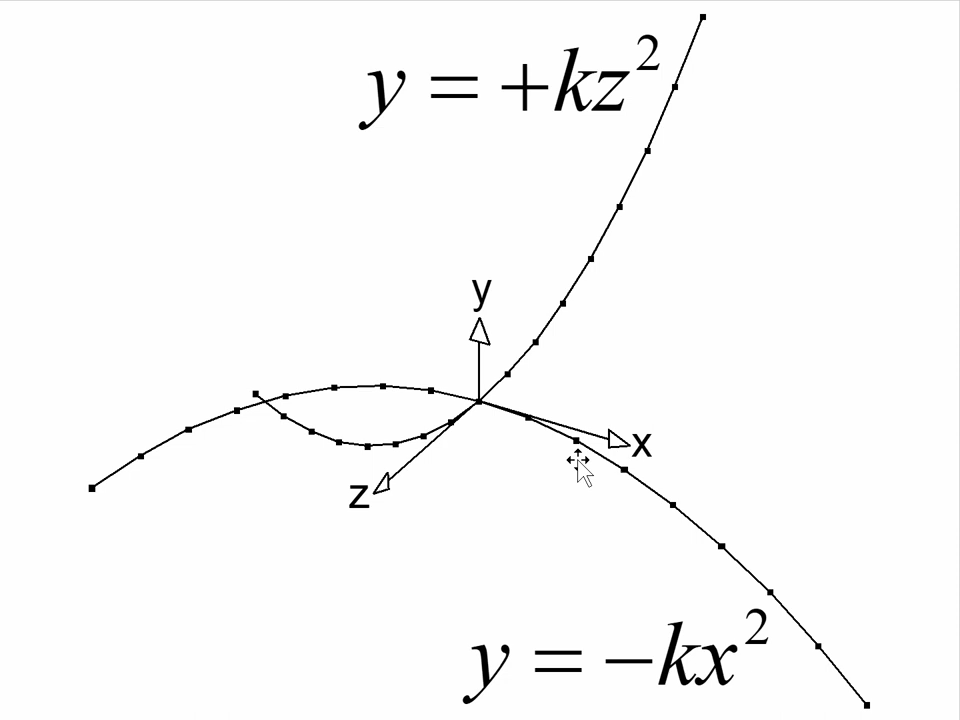 y = +kz²
y
x
z
y = −kx²